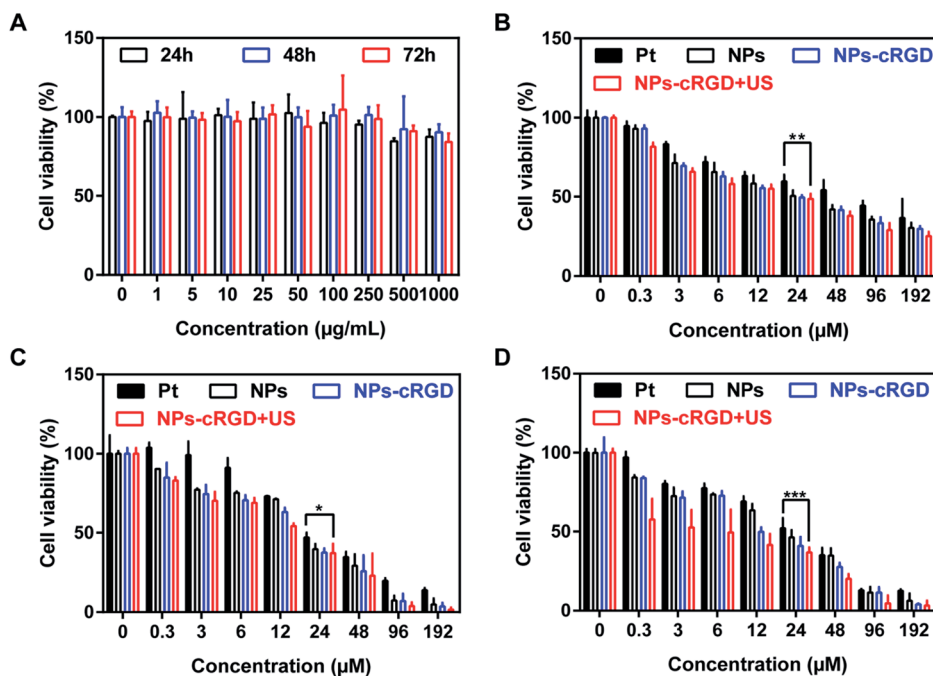 A
150
100
50
0
Cell viability (%)
24h 48h 72h
0 1 5 10 25 50 100 250 500 1000
Concentration (µg/mL)
B
150
100
50
0
Cell viability (%)
Pt NPs NPs-cRGD
NPs-cRGD+US
**
0 0.3 3 6 12 24 48 96 192
Concentration (µM)
C
150
100
50
0
Cell viability (%)
Pt NPs NPs-cRGD
NPs-cRGD+US
*
0 0.3 3 6 12 24 48 96 192
Concentration (µM)
D
150
100
50
0
Cell viability (%)
Pt NPs NPs-cRGD
NPs-cRGD+US
***
0 0.3 3 6 12 24 48 96 192
Concentration (µM)